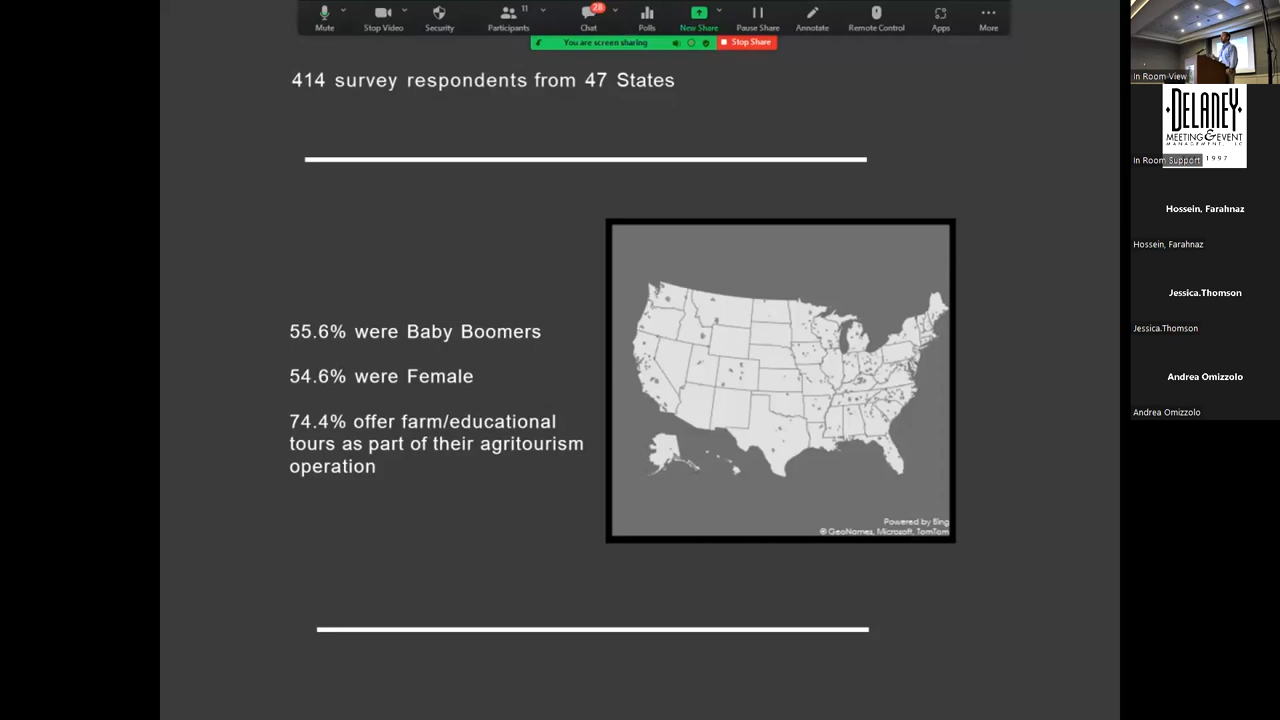 11
28
Mute
Stop Video
Security
Participants
Chat
Polls
New Share
Pause Share
Annotate
Remote Control
Apps
More
You are screen sharing
Stop Share
414 survey respondents from 47 States
55.6% were Baby Boomers
54.6% were Female
74.4% offer farm/educational
tours as part of their agritourism
operation
Powered by Bing
© GeoNames, Microsoft, TomTom
In Room View
DELANEY
MEETING & EVENT
MANAGEMENT, LLC
In Room Support
1997
Hossein, Farahnaz
Hossein, Farahnaz
Jessica.Thomson
Jessica.Thomson
Andrea Omizzolo
Andrea Omizzolo